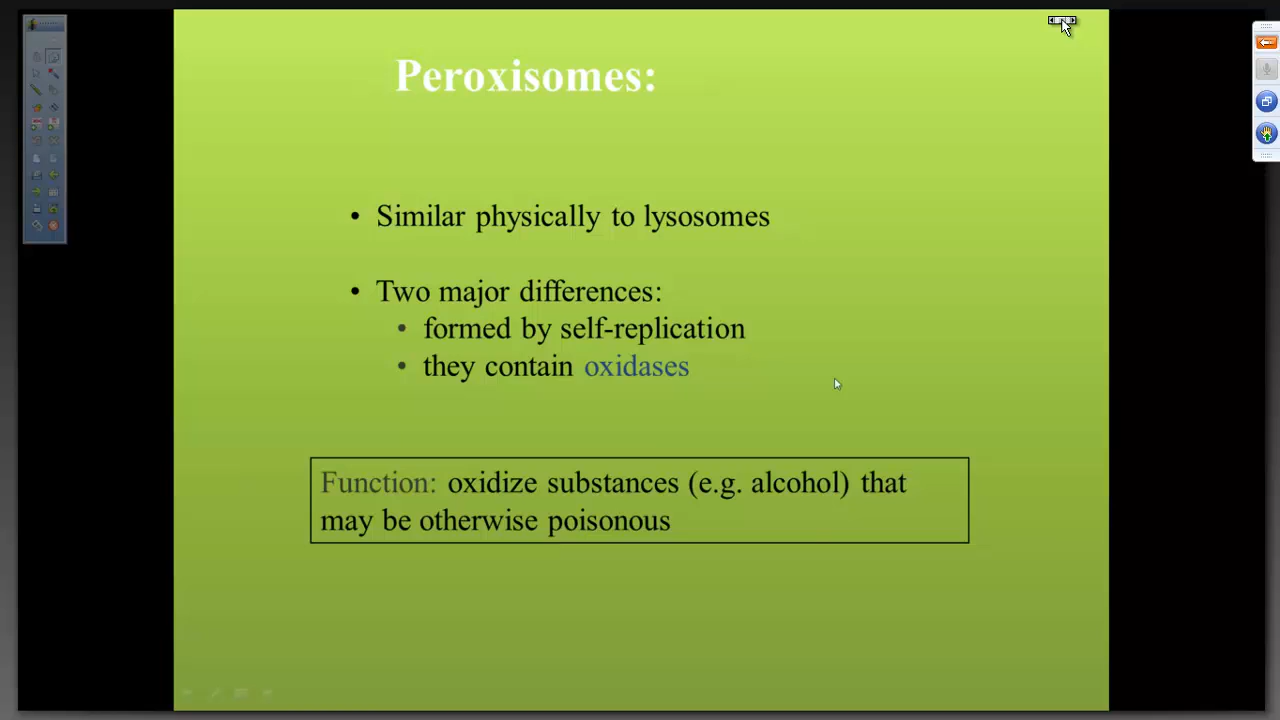 Peroxisomes:
• Similar physically to lysosomes
• Two major differences:
• formed by self-replication
• they contain oxidases
Function: oxidize substances (e.g. alcohol) that
may be otherwise poisonous